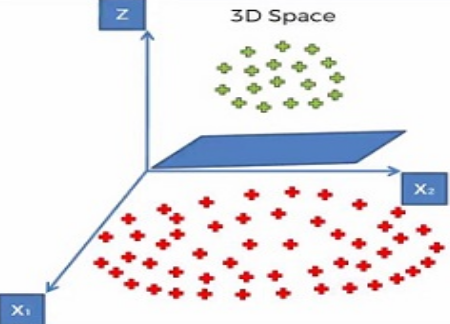 Z
3D Space
X₂
X₁